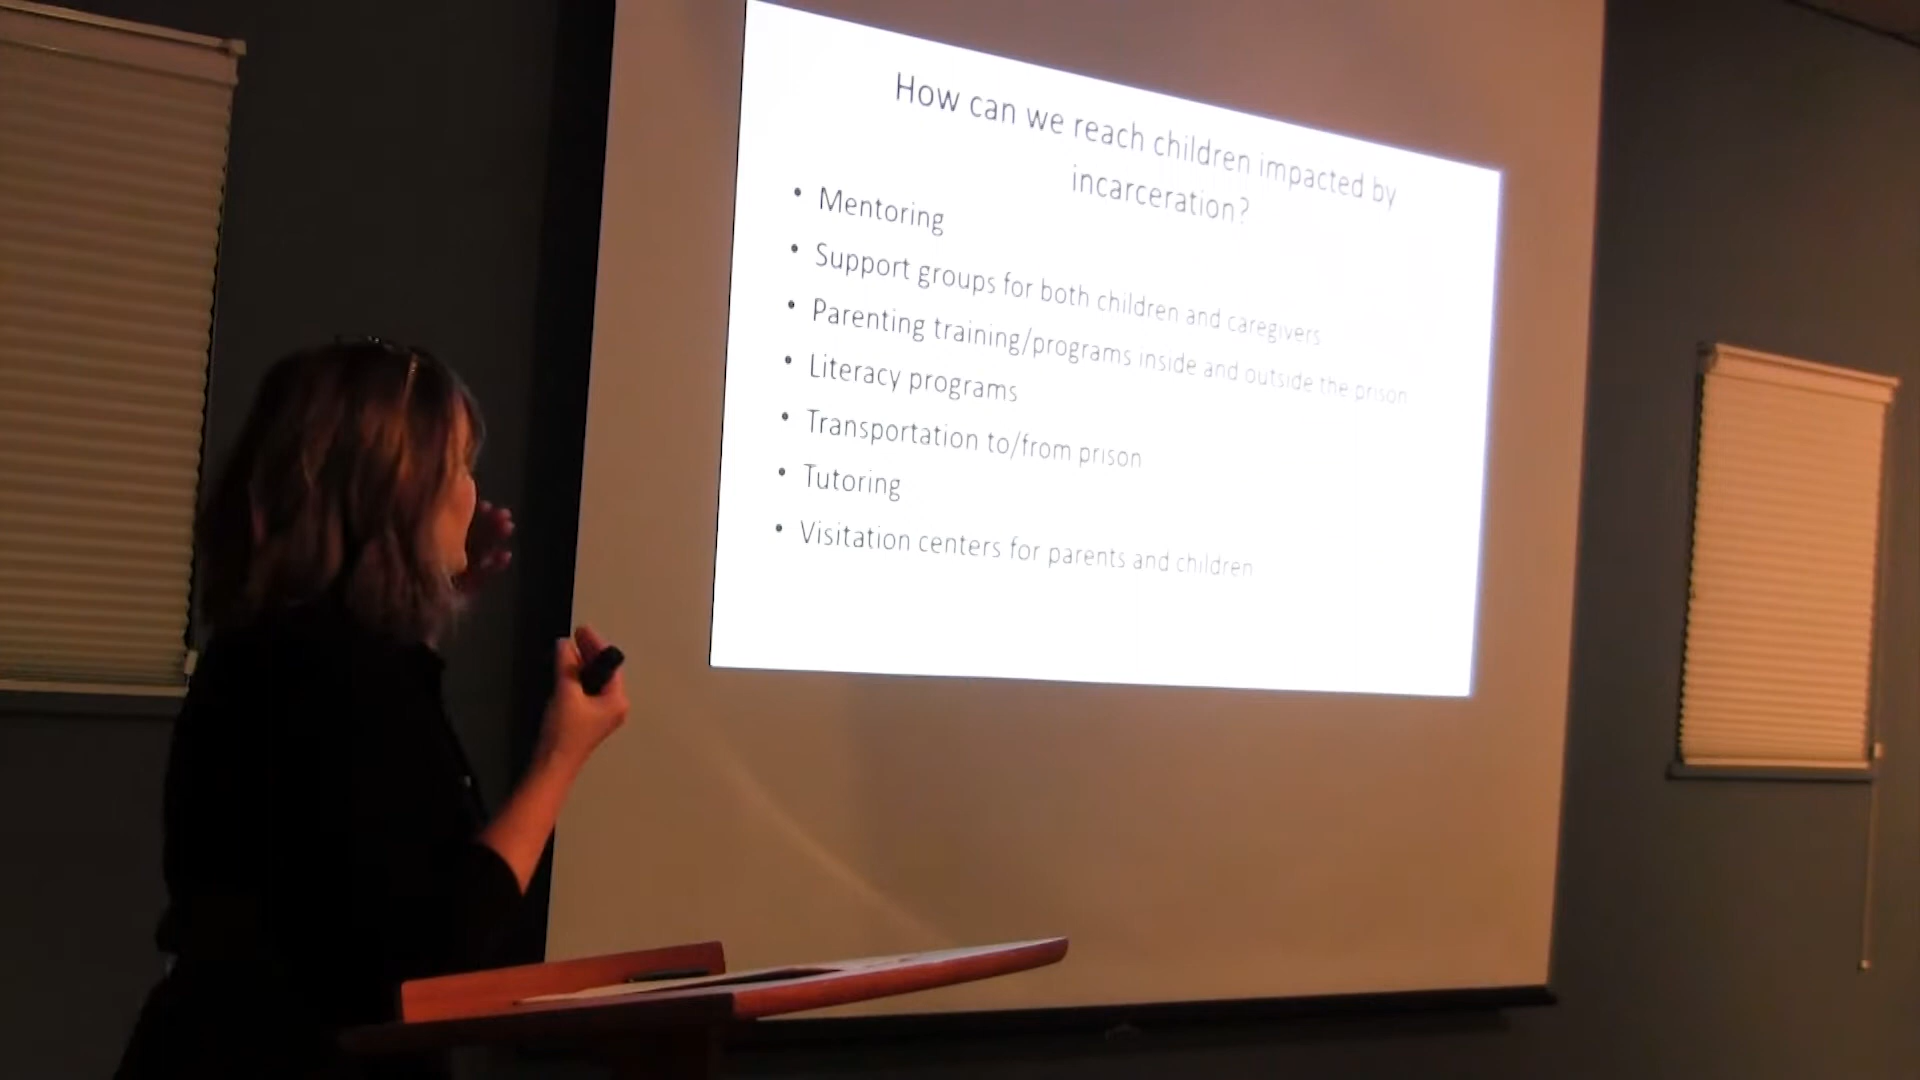 How can we reach children impacted by
incarceration?
• Mentoring
• Support groups for both children and caregivers
• Parenting training/programs inside and outside the prison
• Literacy programs
• Transportation to/from prison
• Tutoring
• Visitation centers for parents and children